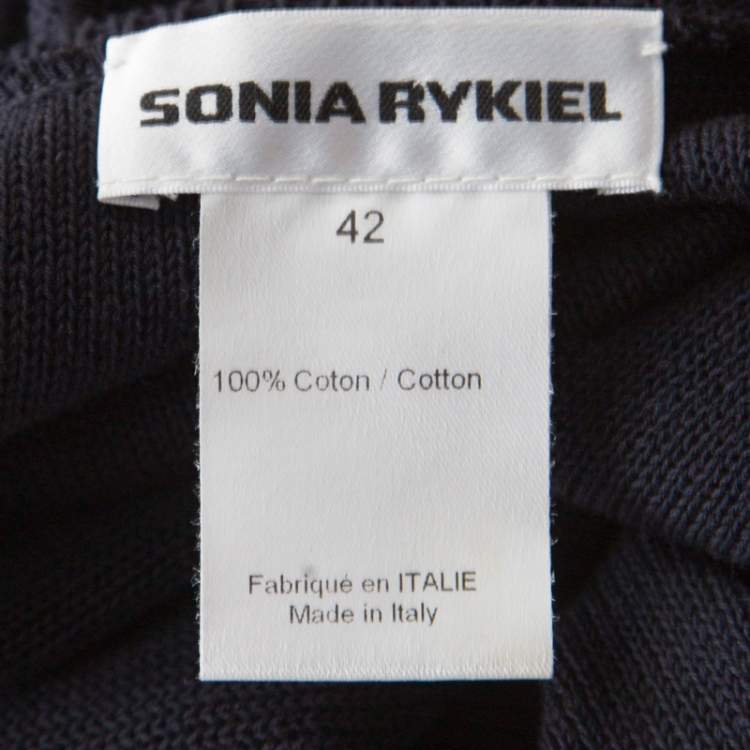 SONIA RYKIEL
42
100% Coton / Cotton
Fabriqué en ITALIE
Made in Italy